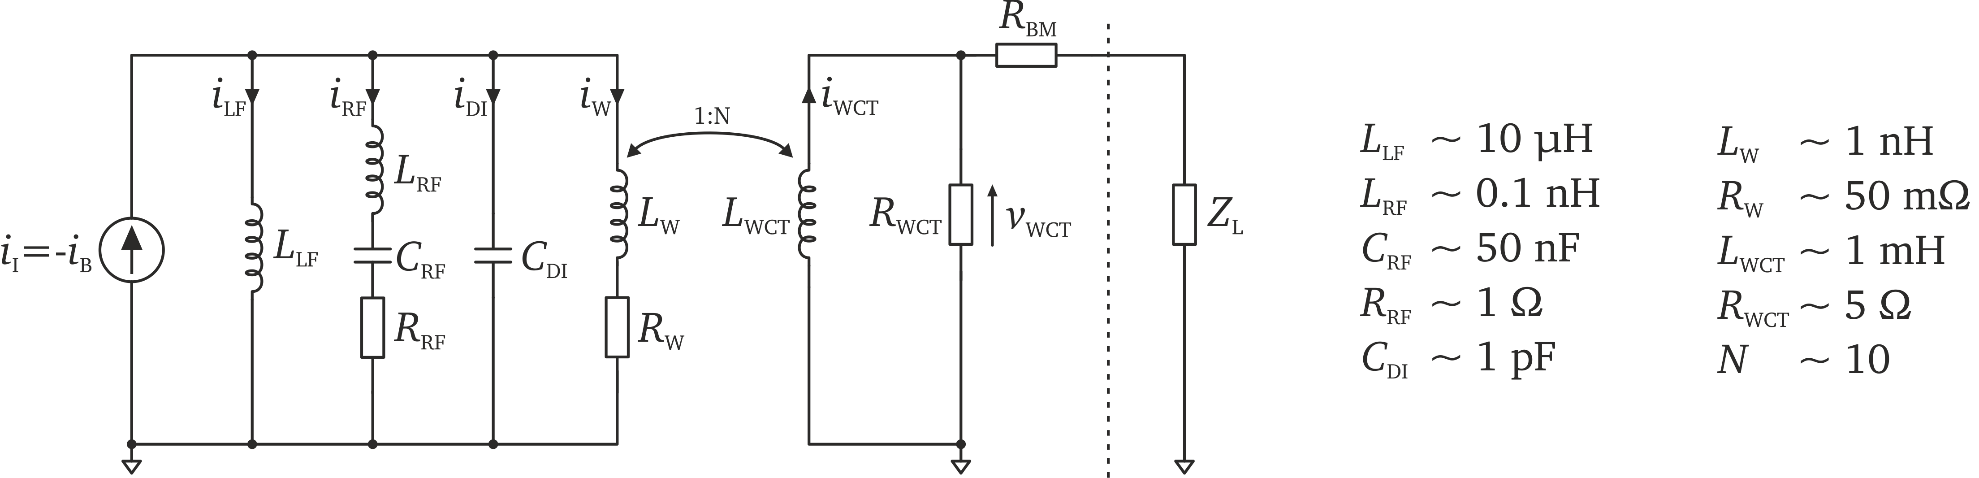 R_BM
i_LF
i_RF
i_DI
i_W
1:N
i_WCT
i_I=-i_B
L_LF
L_RF
C_RF
R_RF
C_DI
L_W
R_W
L_WCT
R_WCT
v_WCT
Z_L
L_LF ~ 10 µH
L_RF ~ 0.1 nH
C_RF ~ 50 nF
R_RF ~ 1 Ω
C_DI ~ 1 pF
L_W ~ 1 nH
R_W ~ 50 mΩ
L_WCT ~ 1 mH
R_WCT ~ 5 Ω
N ~ 10